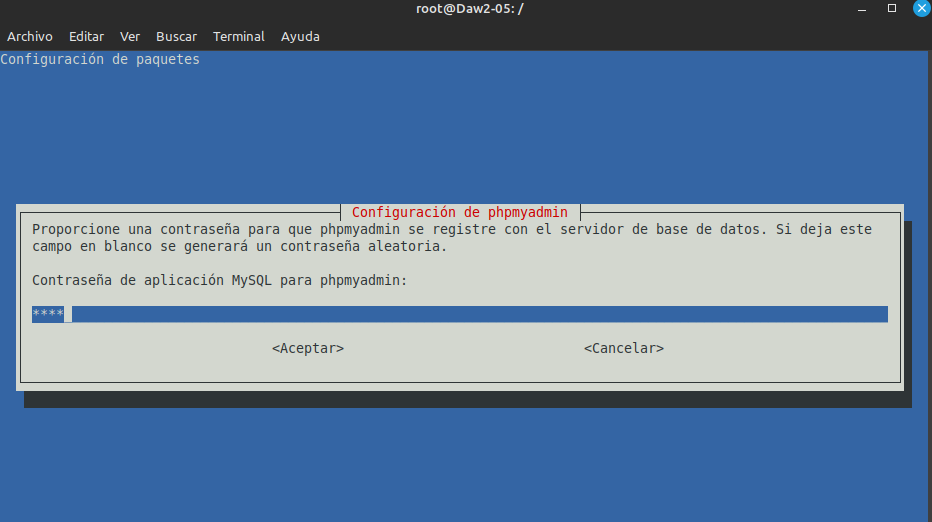 root@Daw2-05: /
Archivo Editar Ver Buscar Terminal Ayuda
Configuración de paquetes
Configuración de phpmyadmin
Proporcione una contraseña para que phpmyadmin se registre con el servidor de base de datos. Si deja este
campo en blanco se generará un contraseña aleatoria.
Contraseña de aplicación MySQL para phpmyadmin:
****
<Aceptar> <Cancelar>